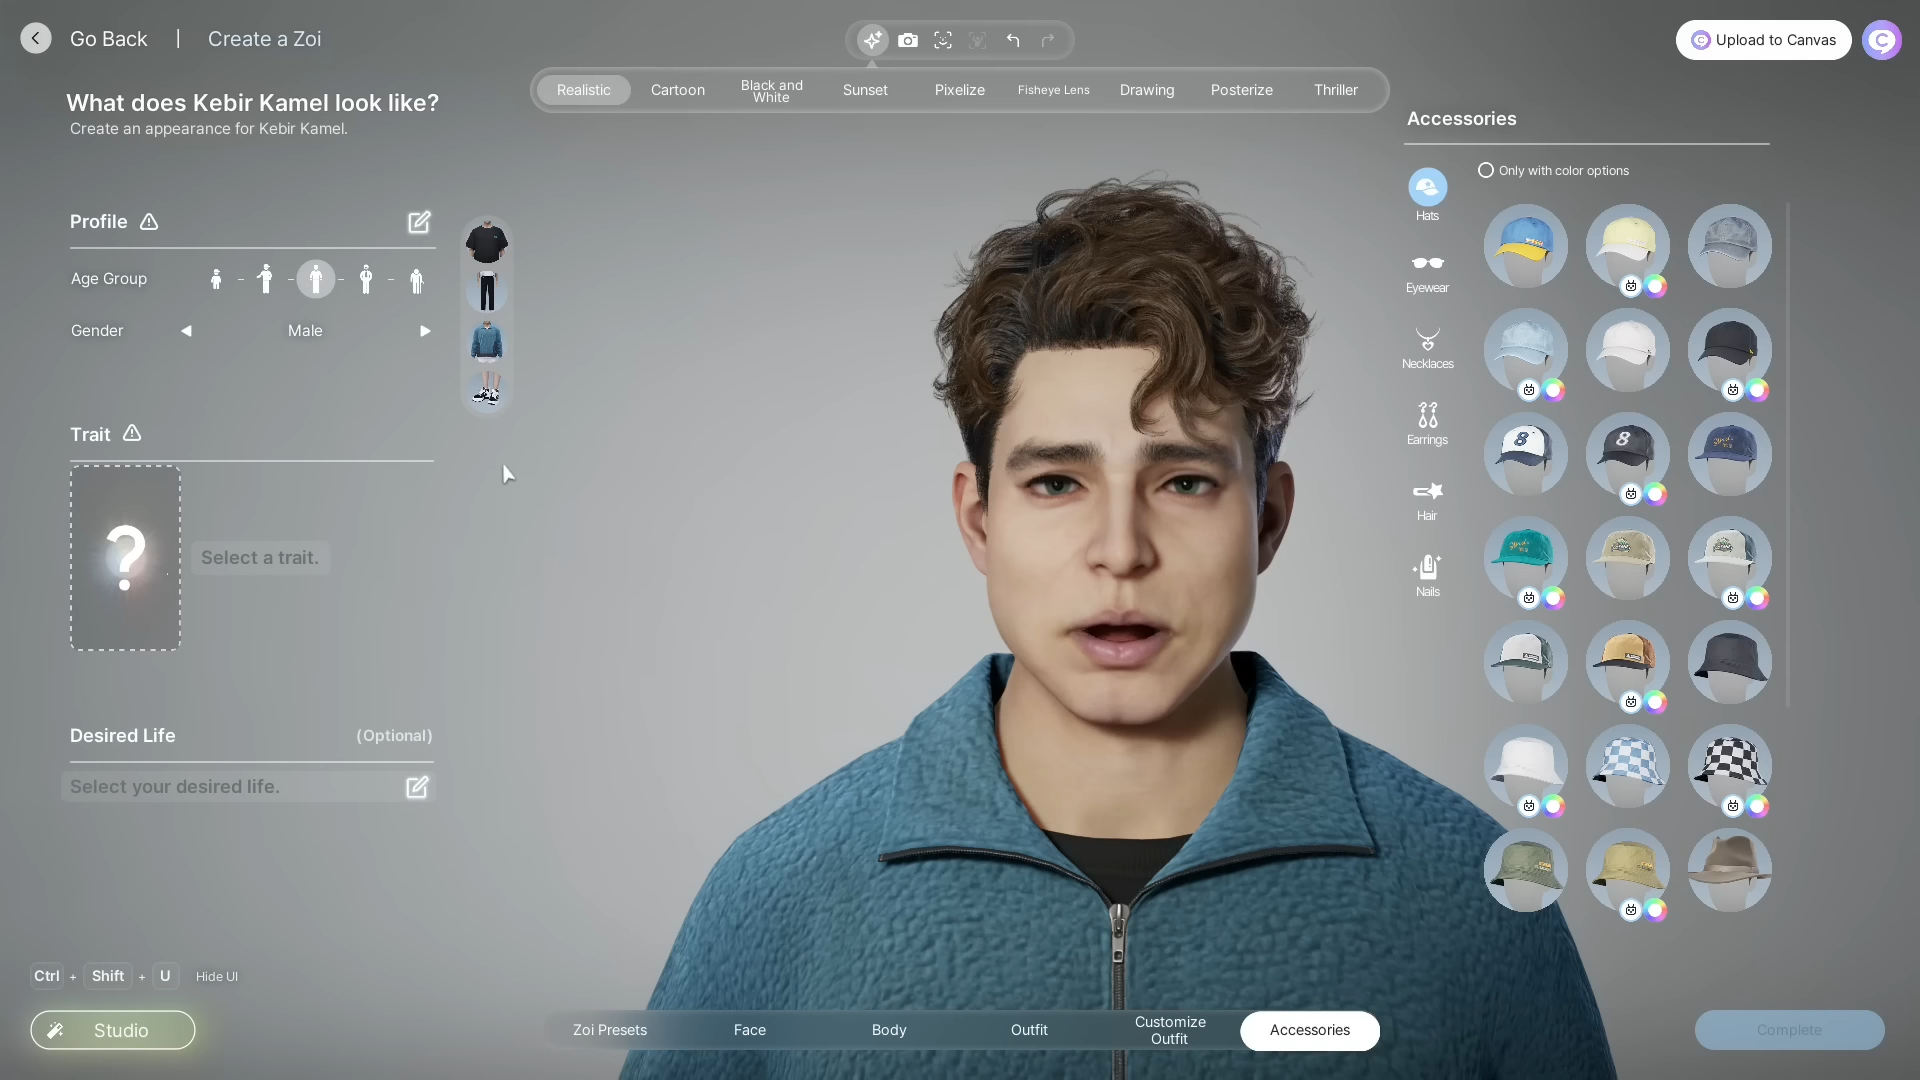 Go Back | Create a Zoi
Upload to Canvas
Realistic
Cartoon
Black and
White
Sunset
Pixelize
Fisheye Lens
Drawing
Posterize
Thriller
What does Kebir Kamel look like?
Create an appearance for Kebir Kamel.
Profile
Age Group
Gender
Male
Trait
?
Select a trait.
Desired Life
(Optional)
Select your desired life.
Ctrl + Shift + U Hide UI
Studio
Accessories
Only with color options
Hats
Eyewear
Necklaces
Earrings
Hair
Nails
8
8
Zoi Presets
Face
Body
Outfit
Customize
Outfit
Accessories
Complete